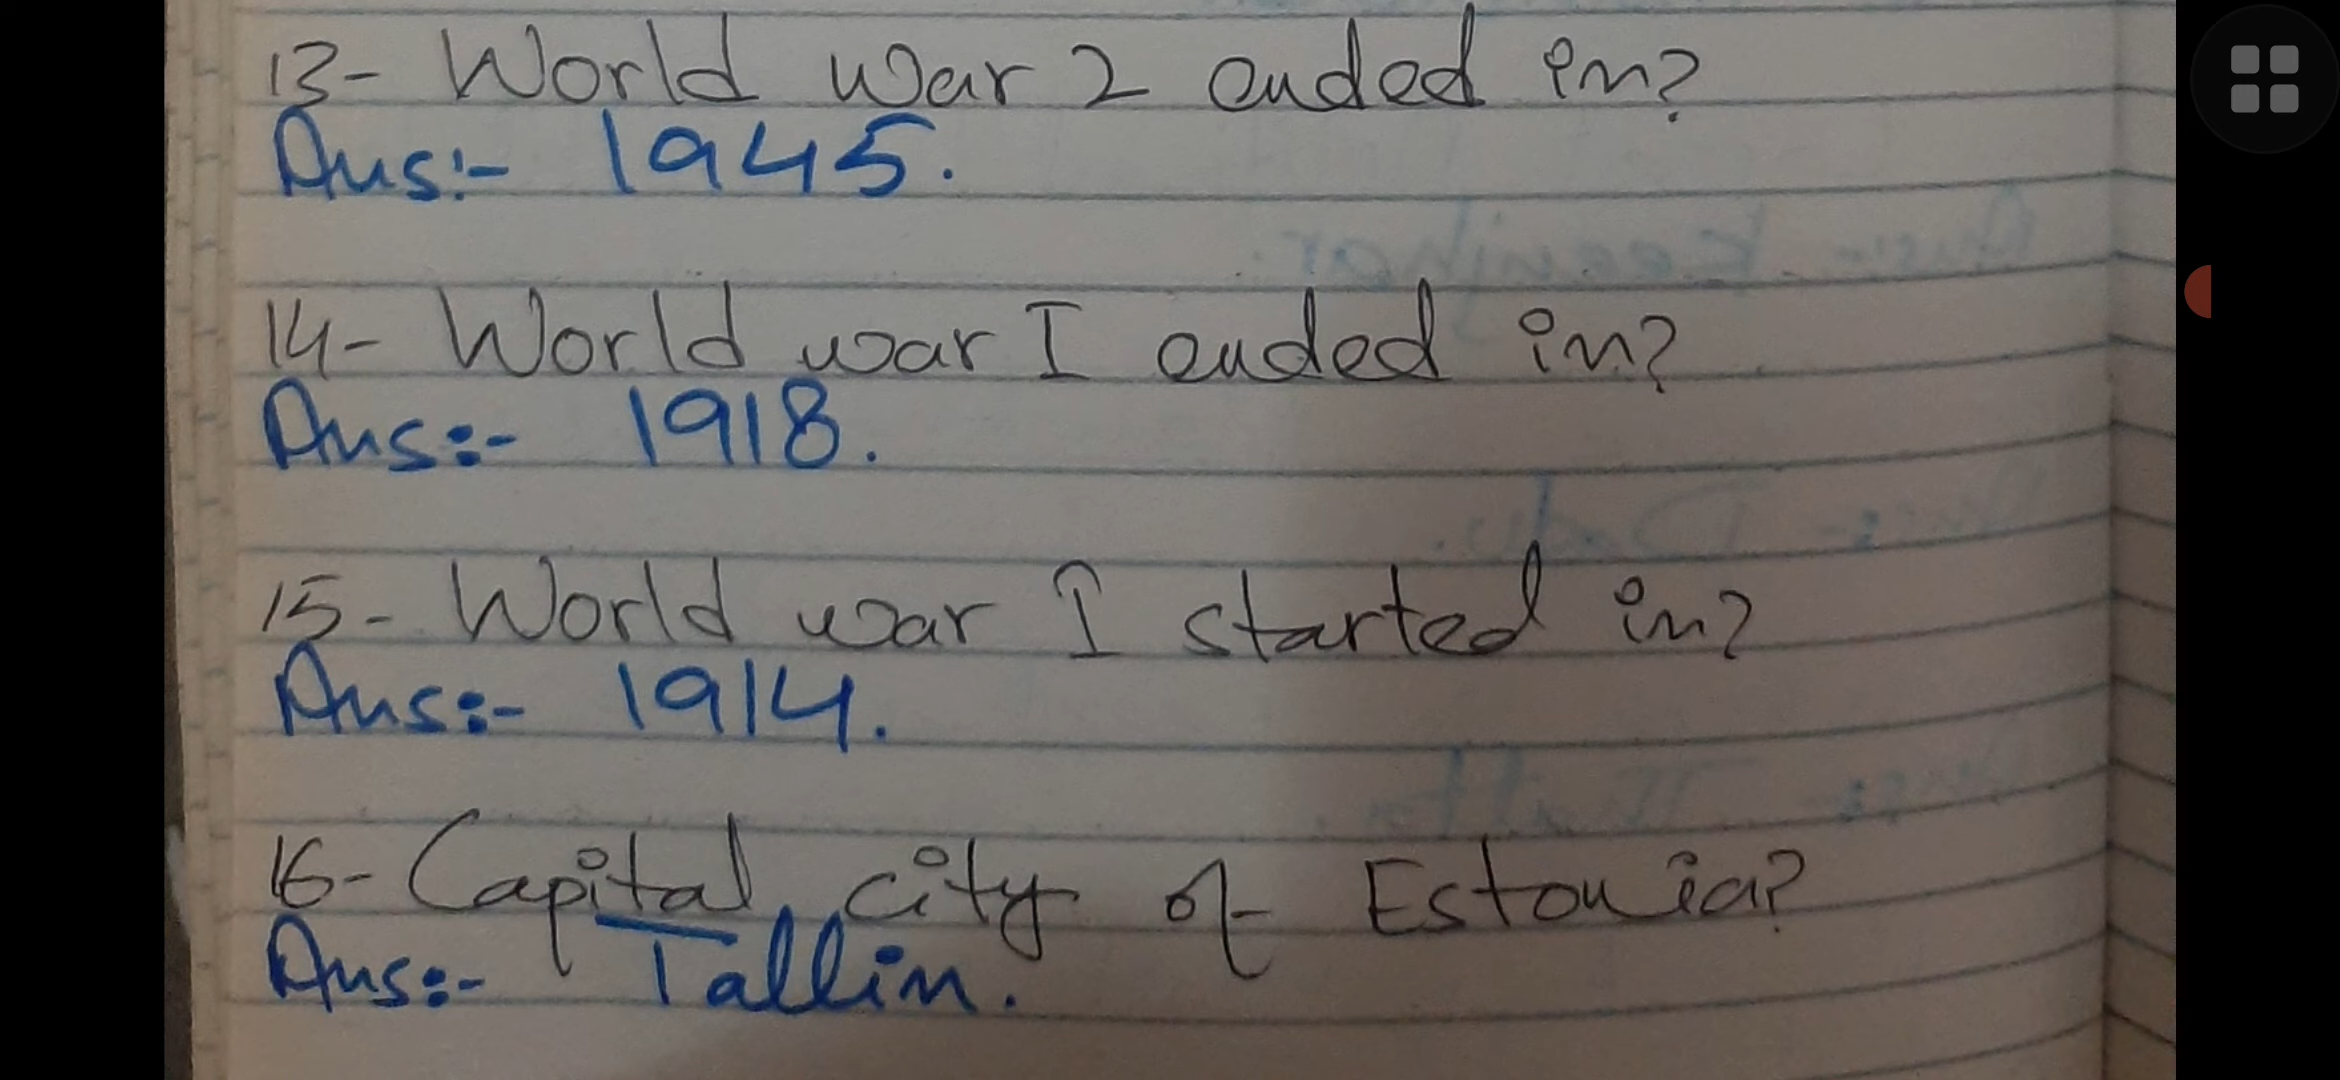 13- World war 2 ended in?
Ans:- 1945.
14- World war I ended in?
Ans:- 1918.
15- World war I started in?
Ans:- 1914.
16- Capital city of Estonia?
Ans:- Tallin.